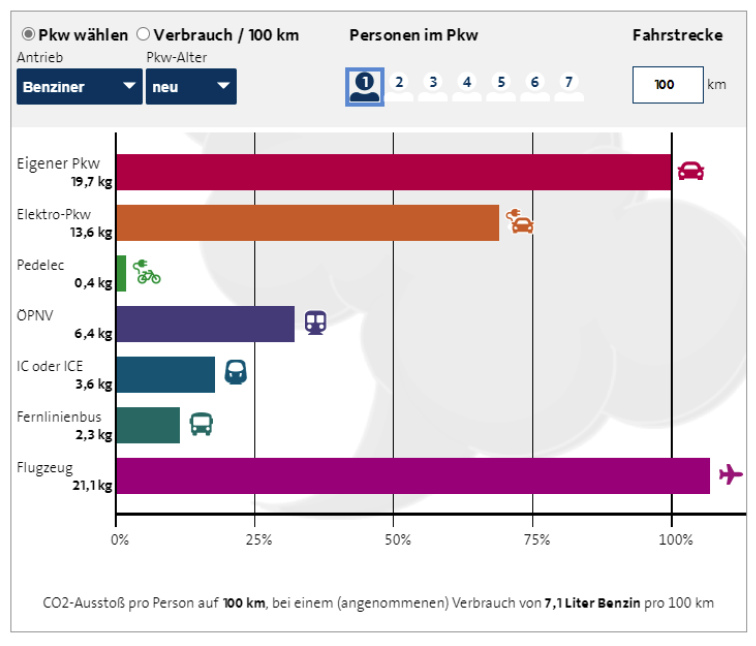 Pkw wählen Verbrauch / 100 km Personen im Pkw Fahrstrecke
Antrieb Pkw-Alter
Benziner neu 1 2 3 4 5 6 7 100 km
Eigener Pkw
19,7 kg
Elektro-Pkw
13,6 kg
Pedelec
0,4 kg
ÖPNV
6,4 kg
IC oder ICE
3,6 kg
Fernlinienbus
2,3 kg
Flugzeug
21,1 kg
0% 25% 50% 75% 100%
CO2-Ausstoß pro Person auf 100 km, bei einem (angenommenen) Verbrauch von 7,1 Liter Benzin pro 100 km